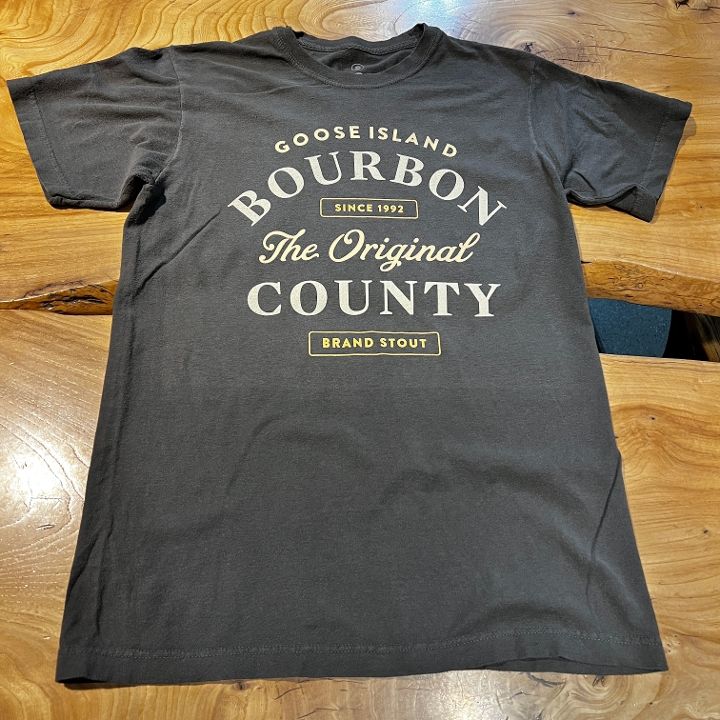 GOOSE ISLAND
BOURBON
SINCE 1992
The Original
COUNTY
BRAND STOUT